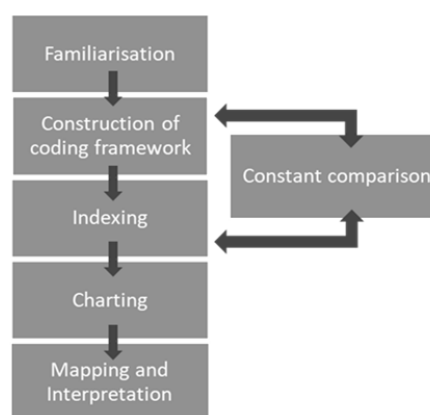 Familiarisation
Construction of
coding framework
Constant comparison
Indexing
Charting
Mapping and
Interpretation